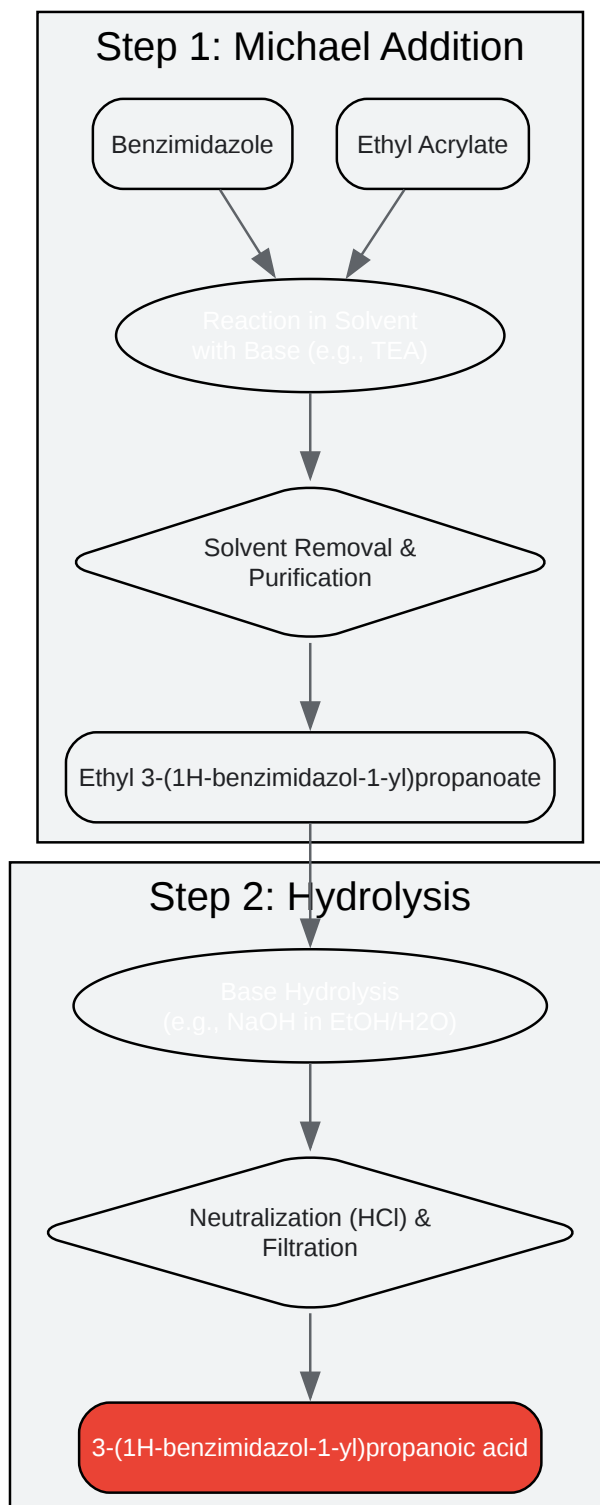 Step 1: Michael Addition
Benzimidazole
Ethyl Acrylate
Reaction in Solvent
with Base (e.g., TEA)
Solvent Removal &
Purification
Ethyl 3-(1H-benzimidazol-1-yl)propanoate
Step 2: Hydrolysis
Base Hydrolysis
(e.g., NaOH in EtOH/H2O)
Neutralization (HCl) &
Filtration
3-(1H-benzimidazol-1-yl)propanoic acid